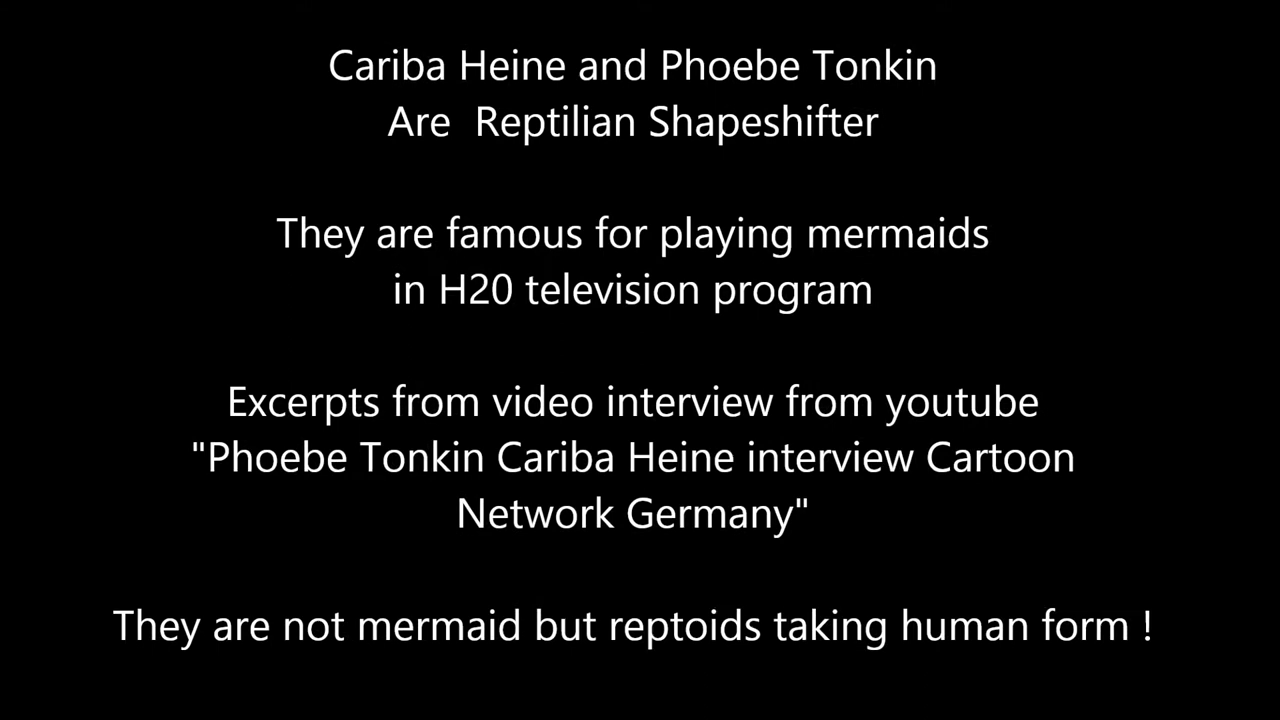 Cariba Heine and Phoebe Tonkin
Are  Reptilian Shapeshifter
They are famous for playing mermaids
in H20 television program
Excerpts from video interview from youtube
"Phoebe Tonkin Cariba Heine interview Cartoon
Network Germany"
They are not mermaid but reptoids taking human form !